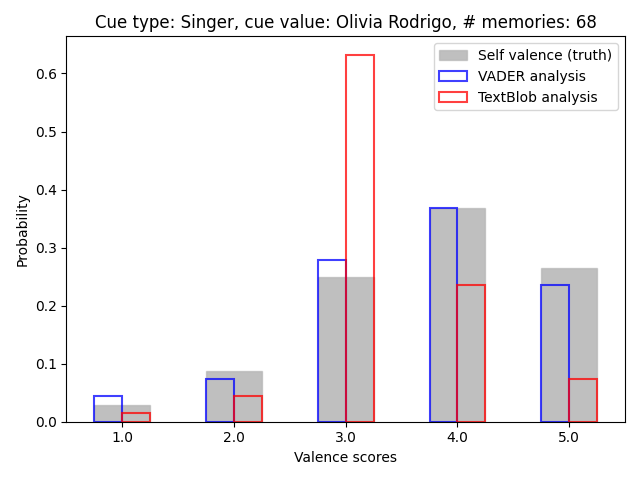 Cue type: Singer, cue value: Olivia Rodrigo, # memories: 68
Self valence (truth)
VADER analysis
TextBlob analysis
Probability
0.6
0.5
0.4
0.3
0.2
0.1
0.0
1.0 2.0 3.0 4.0 5.0
Valence scores